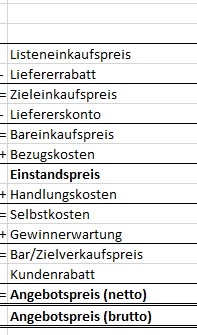 Listeneinkaufspreis
- Liefererrabatt
= Zieleinkaufspreis
- Liefererskonto
= Bareinkaufspreis
+ Bezugskosten
Einstandspreis
+ Handlungskosten
= Selbstkosten
+ Gewinnerwartung
= Bar/Zielverkaufspreis
Kundenrabatt
= Angebotspreis (netto)
Angebotspreis (brutto)